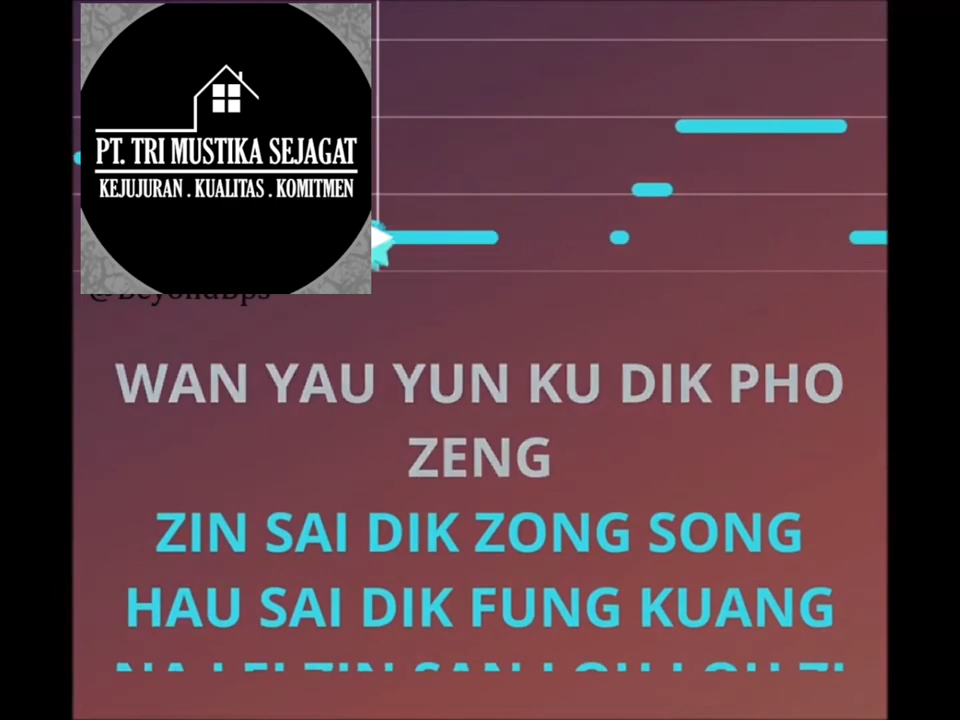 PT. TRI MUSTIKA SEJAGAT
KEJUJURAN . KUALITAS . KOMITMEN
WAN YAU YUN KU DIK PHO
ZENG
ZIN SAI DIK ZONG SONG
HAU SAI DIK FUNG KUANG